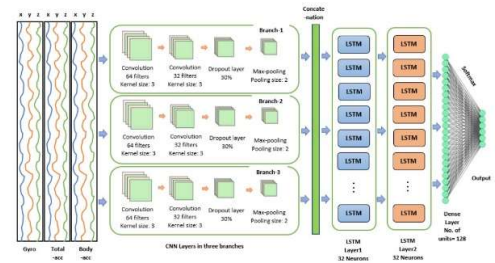 x y z x y z x y z
Gyro
Total
-acc
Body
-acc
Branch-1
Convolution
64 filters
Kernel size: 3
Convolution
32 filters
Kernel size: 3
Dropout layer
30%
Max-pooling
Pooling size: 2
Branch-2
Convolution
64 filters
Kernel size: 3
Convolution
32 filters
Kernel size: 3
Dropout layer
30%
Max-pooling
Pooling size: 2
Branch-3
Convolution
64 filters
Kernel size: 3
Convolution
32 filters
Kernel size: 3
Dropout layer
30%
Max-pooling
Pooling size: 2
CNN Layers in three branches
Concate
-nation
LSTM
LSTM
LSTM
LSTM
LSTM
LSTM
LSTM
LSTM
Layer1
32 Neurons
LSTM
LSTM
LSTM
LSTM
LSTM
LSTM
LSTM
LSTM
Layer2
32 Neurons
Softmax
Output
Dense
Layer
No. of
units= 128